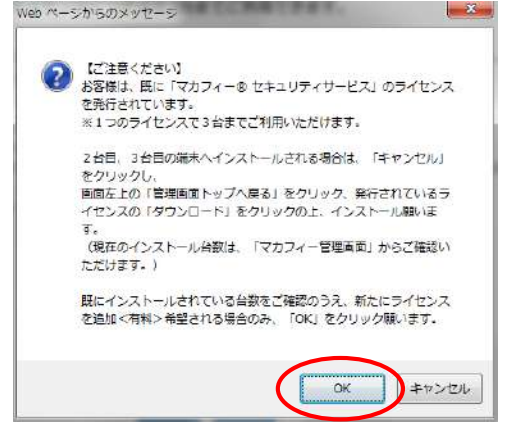 Web ページからのメッセージ
【ご注意ください】
お客様は、既に「マカフィー® セキュリティサービス」のライセンス
を発行されています。
※１つのライセンスで３台までご利用いただけます。
２台目、３台目の端末へインストールされる場合は、「キャンセル」
をクリックし、
画面左上の「管理画面トップへ戻る」をクリック、発行されているラ
イセンスの「ダウンロード」をクリックの上、インストール願いま
す。
（現在のインストール台数は、「マカフィー管理画面」からご確認い
ただけます。）
既にインストールされている台数をご確認のうえ、新たにライセンス
を追加<有料>希望される場合のみ、「OK」をクリック願います。
OK
キャンセル